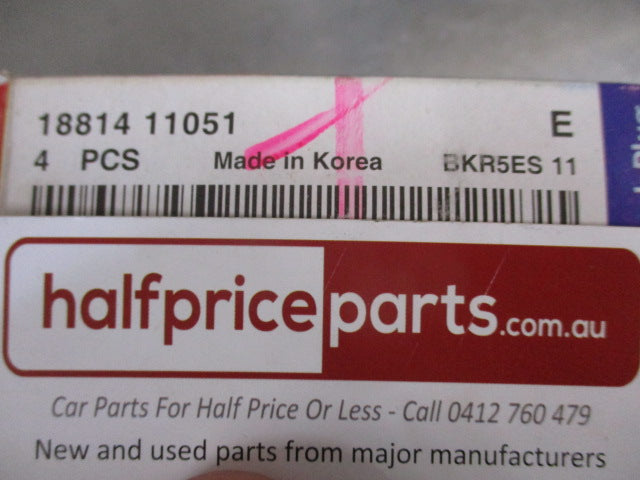 18814 11051 E
4 PCS Made in Korea BKR5ES 11
halfpriceparts.com.au
Car Parts For Half Price Or Less - Call 0412 760 479
New and used parts from major manufacturers